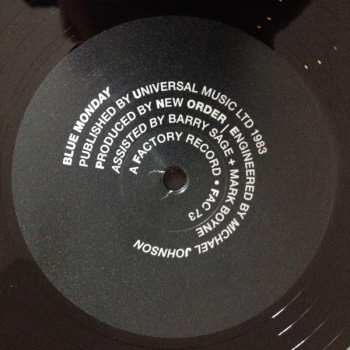 BLUE MONDAY
PUBLISHED BY UNIVERSAL MUSIC LTD 1983
PRODUCED BY NEW ORDER / ENGINEERED BY MICHAEL JOHNSON
ASSISTED BY BARRY SAGE + MARK BOYNE
A FACTORY RECORD • FAC 73